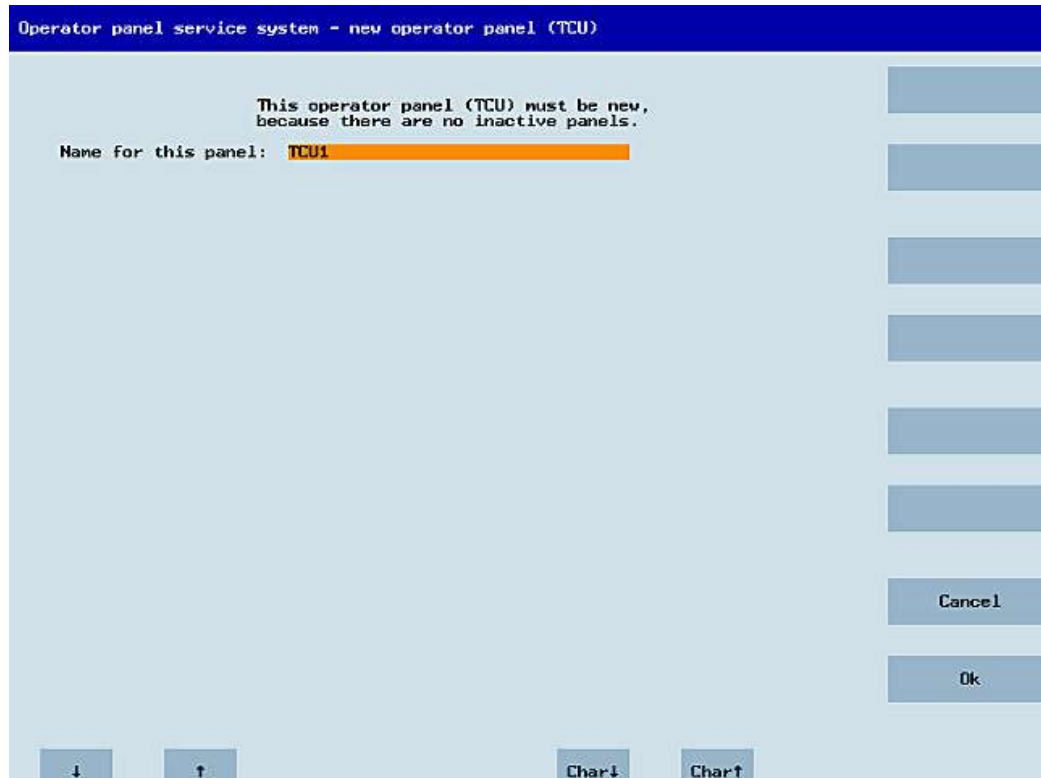 Operator panel service system - new operator panel (TCU)
This operator panel (TCU) must be new,
because there are no inactive panels.
Name for this panel: TCU1
Cancel
Ok
↓ ↑ Char↓ Char↑